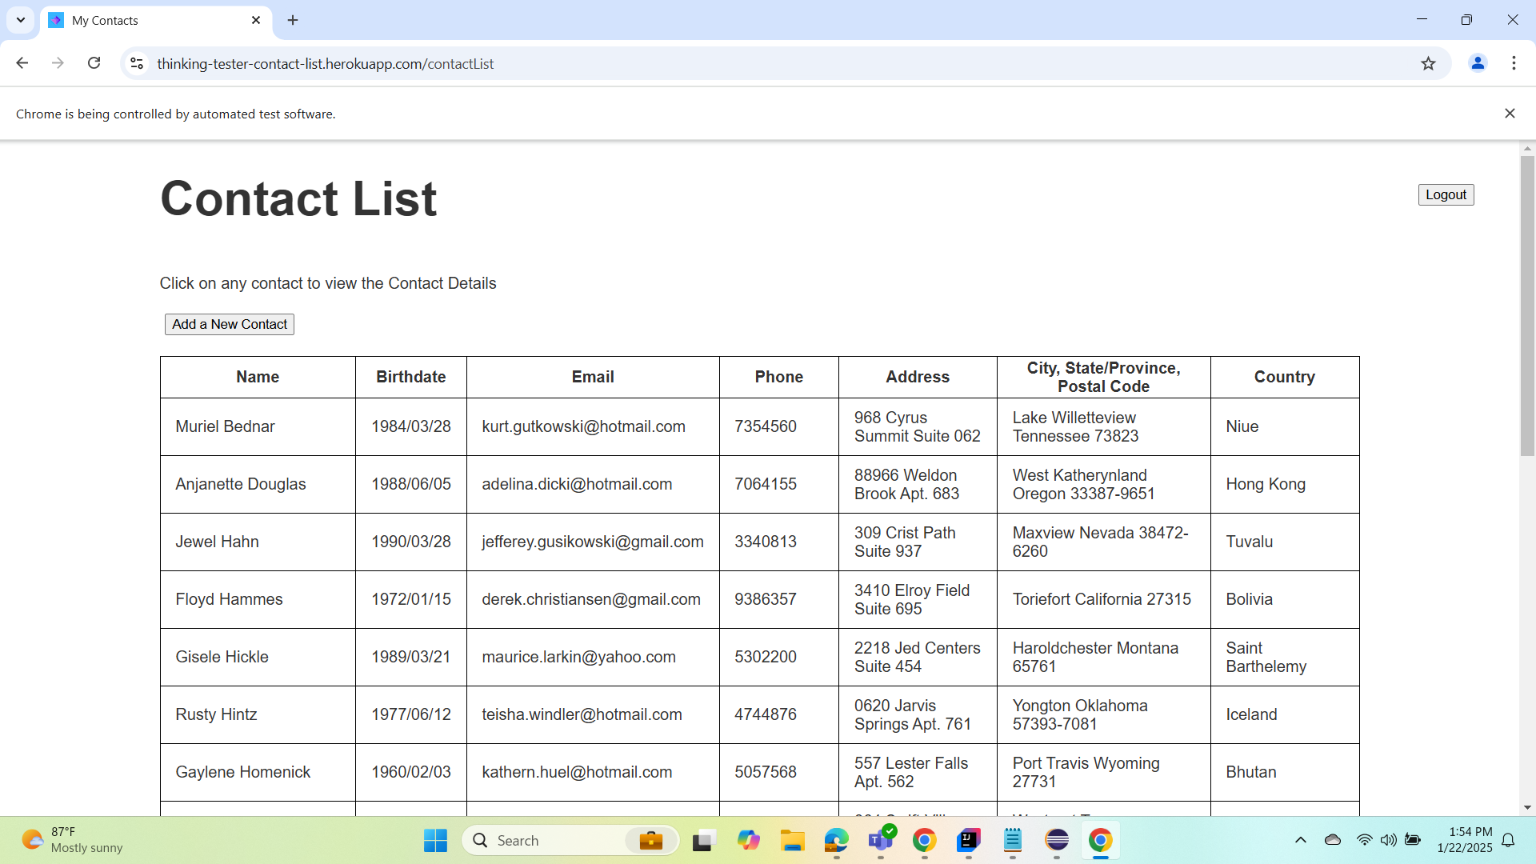 My Contacts
thinking-tester-contact-list.herokuapp.com/contactList
Chrome is being controlled by automated test software.
Contact List
Logout
Click on any contact to view the Contact Details
Add a New Contact
Name Birthdate Email Phone Address City, State/Province, Postal Code Country
Muriel Bednar 1984/03/28 kurt.gutkowski@hotmail.com 7354560 968 Cyrus Summit Suite 062 Lake Willetteview Tennessee 73823 Niue
Anjanette Douglas 1988/06/05 adelina.dicki@hotmail.com 7064155 88966 Weldon Brook Apt. 683 West Katherynland Oregon 33387-9651 Hong Kong
Jewel Hahn 1990/03/28 jefferey.gusikowski@gmail.com 3340813 309 Crist Path Suite 937 Maxview Nevada 38472-6260 Tuvalu
Floyd Hammes 1972/01/15 derek.christiansen@gmail.com 9386357 3410 Elroy Field Suite 695 Toriefort California 27315 Bolivia
Gisele Hickle 1989/03/21 maurice.larkin@yahoo.com 5302200 2218 Jed Centers Suite 454 Haroldchester Montana 65761 Saint Barthelemy
Rusty Hintz 1977/06/12 teisha.windler@hotmail.com 4744876 0620 Jarvis Springs Apt. 761 Yongton Oklahoma 57393-7081 Iceland
Gaylene Homenick 1960/02/03 kathern.huel@hotmail.com 5057568 557 Lester Falls Apt. 562 Port Travis Wyoming 27731 Bhutan
87°F
Mostly sunny
Search
1:54 PM
1/22/2025